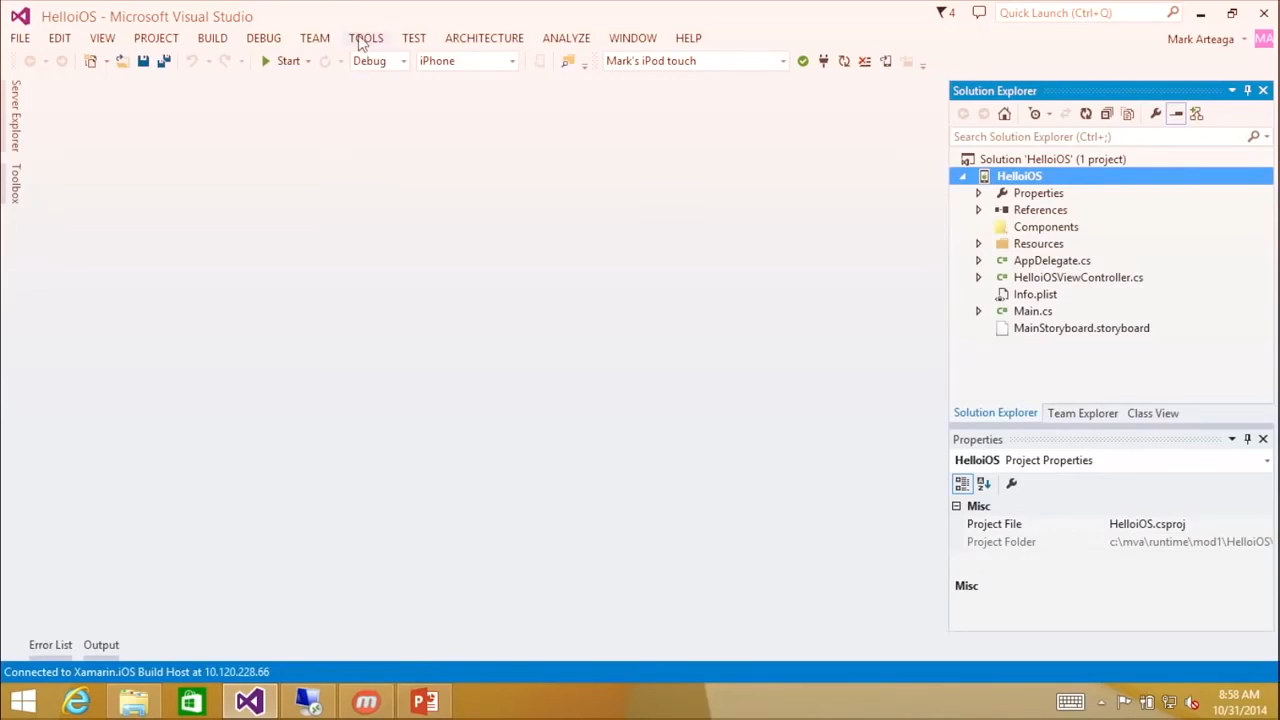 HelloiOS - Microsoft Visual Studio
4
Quick Launch (Ctrl+Q)
FILE EDIT VIEW PROJECT BUILD DEBUG TEAM TOOLS TEST ARCHITECTURE ANALYZE WINDOW HELP
Mark Arteaga
MA
Start Debug iPhone Mark's iPod touch
Server Explorer
Toolbox
Solution Explorer
Search Solution Explorer (Ctrl+;)
Solution 'HelloiOS' (1 project)
HelloiOS
Properties
References
Components
Resources
AppDelegate.cs
HelloiOSViewController.cs
Info.plist
Main.cs
MainStoryboard.storyboard
Solution Explorer Team Explorer Class View
Properties
HelloiOS Project Properties
Misc
Project File HelloiOS.csproj
Project Folder c:\mva\runtime\mod1\HelloiOS\
Misc
Error List Output
Connected to Xamarin.iOS Build Host at 10.120.228.66
8:58 AM
10/31/2014